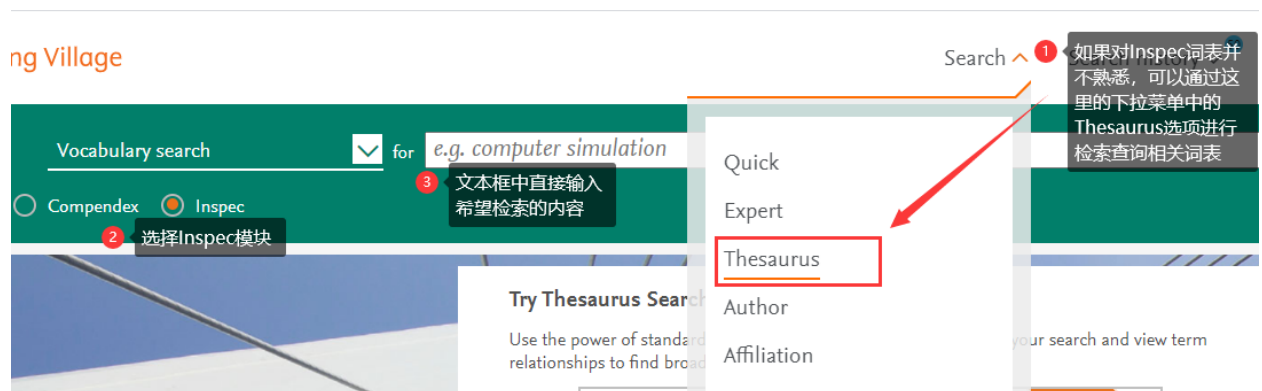 ng Village
Search
1
如果对Inspec词表并
不熟悉，可以通过这
里的下拉菜单中的
Thesaurus选项进行
检索查询相关词表
Search history
Vocabulary search
for
e.g. computer simulation
Quick
3
文本框中直接输入
希望检索的内容
Compendex
Inspec
Expert
2
选择Inspec模块
Thesaurus
Try Thesaurus Searc
Author
Use the power of standard
your search and view term
relationships to find broad
Affiliation